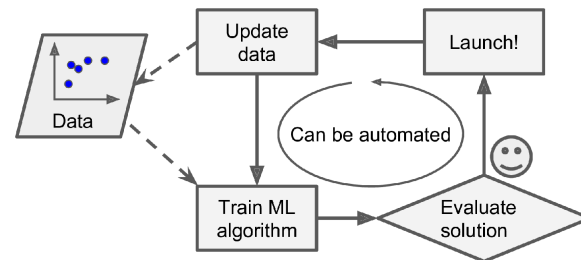 Update
data
Launch!
Data
Can be automated
Train ML
algorithm
Evaluate
solution